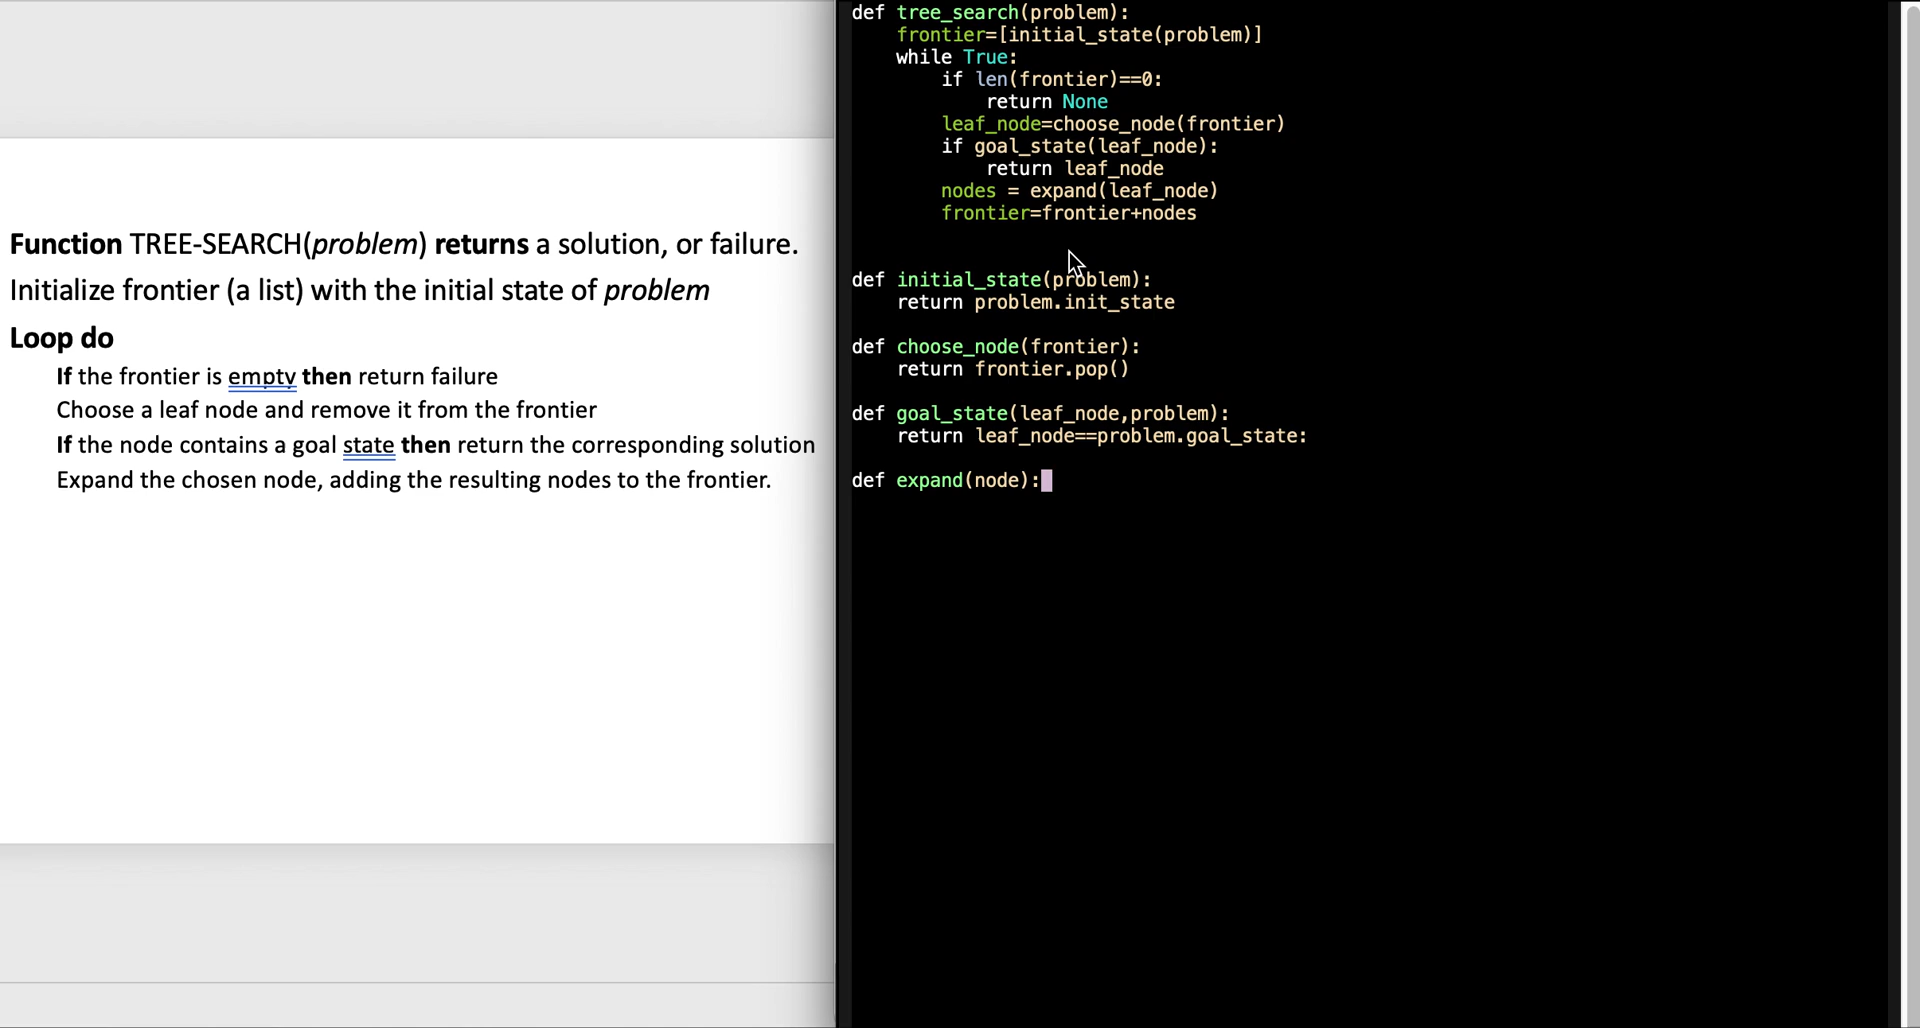 Function TREE-SEARCH(problem) returns a solution, or failure.
Initialize frontier (a list) with the initial state of problem
Loop do
If the frontier is empty then return failure
Choose a leaf node and remove it from the frontier
If the node contains a goal state then return the corresponding solution
Expand the chosen node, adding the resulting nodes to the frontier.
def tree_search(problem):
    frontier=[initial_state(problem)]
    while True:
        if len(frontier)==0:
            return None
        leaf_node=choose_node(frontier)
        if goal_state(leaf_node):
            return leaf_node
        nodes = expand(leaf_node)
        frontier=frontier+nodes
def initial_state(problem):
    return problem.init_state
def choose_node(frontier):
    return frontier.pop()
def goal_state(leaf_node,problem):
    return leaf_node==problem.goal_state:
def expand(node):